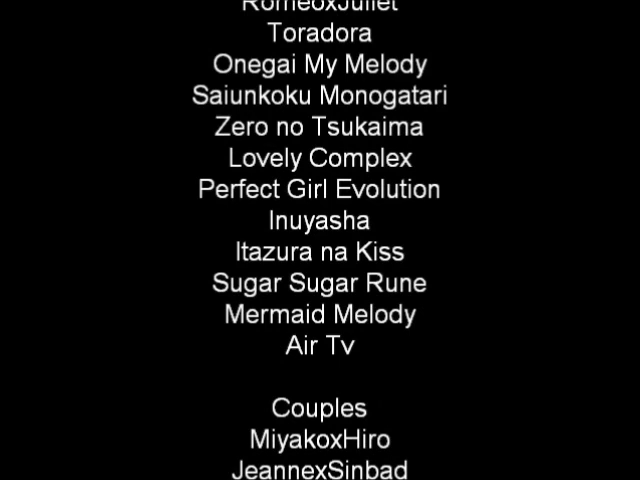 RomeoxJuliet
Toradora
Onegai My Melody
Saiunkoku Monogatari
Zero no Tsukaima
Lovely Complex
Perfect Girl Evolution
Inuyasha
Itazura na Kiss
Sugar Sugar Rune
Mermaid Melody
Air Tv
Couples
MiyakoxHiro
JeannexSinbad